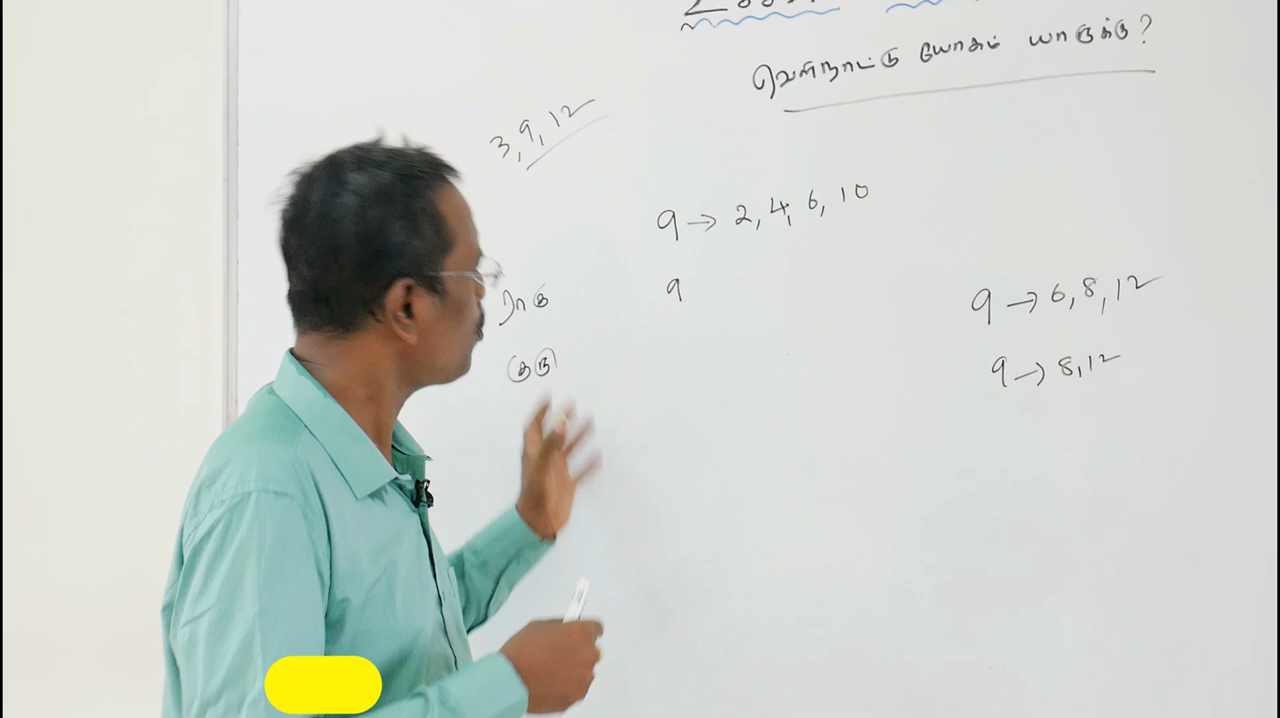 வெளிநாட்டு யோகம் யாருக்கு?
3, 9, 12
9 → 2, 4, 6, 10
ராகு 9
குரு
9 → 6, 8, 12
9 → 8, 12